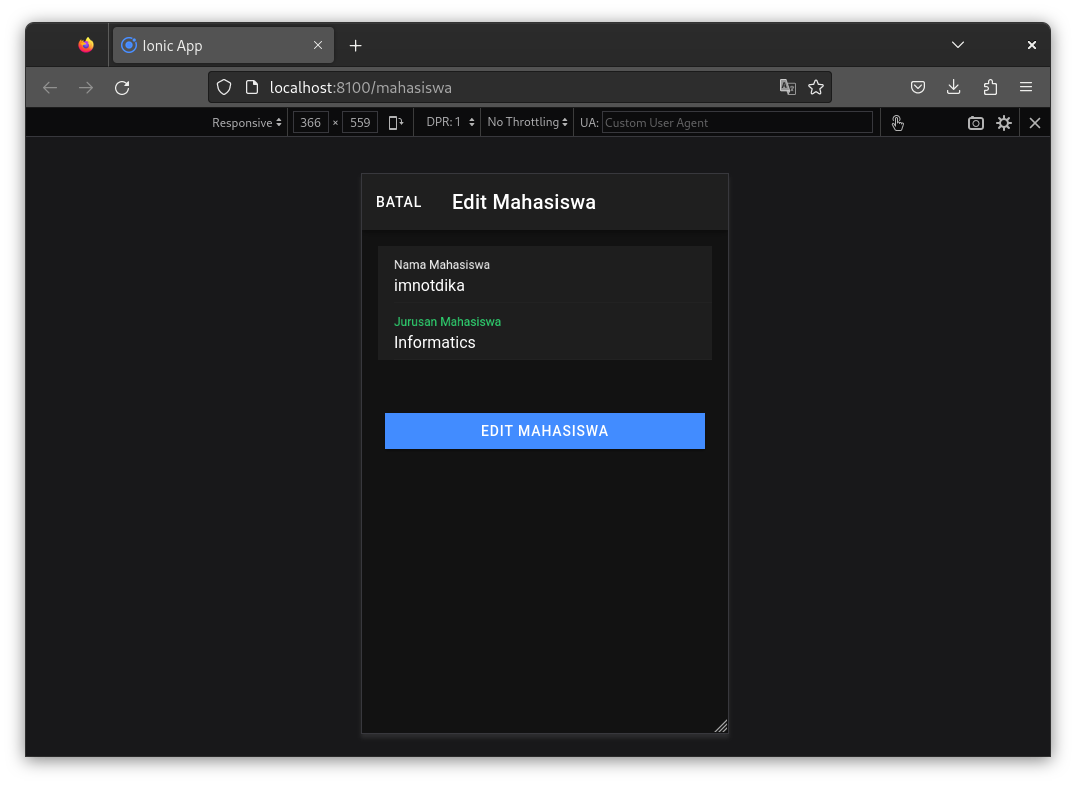 Ionic App
localhost:8100/mahasiswa
Responsive 366 × 559 DPR: 1 No Throttling UA: Custom User Agent
BATAL Edit Mahasiswa
Nama Mahasiswa
imnotdika
Jurusan Mahasiswa
Informatics
EDIT MAHASISWA